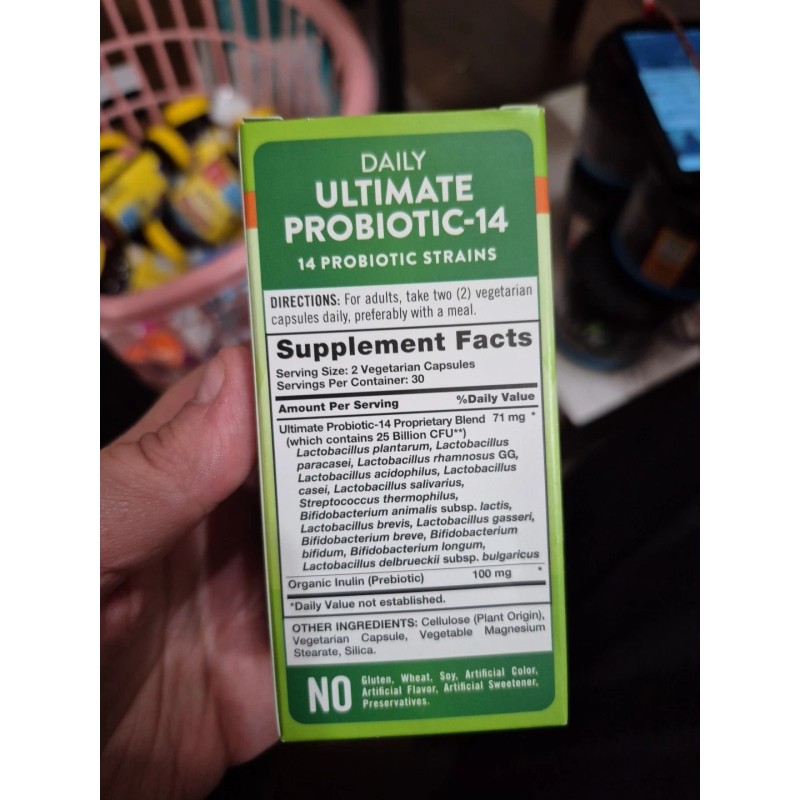 DAILY
ULTIMATE
PROBIOTIC-14
14 PROBIOTIC STRAINS
DIRECTIONS: For adults, take two (2) vegetarian
capsules daily, preferably with a meal.
Supplement Facts
Serving Size: 2 Vegetarian Capsules
Servings Per Container: 30
Amount Per Serving %Daily Value
Ultimate Probiotic-14 Proprietary Blend 71 mg *
(which contains 25 Billion CFU**)
Lactobacillus plantarum, Lactobacillus
paracasei, Lactobacillus rhamnosus GG,
Lactobacillus acidophilus, Lactobacillus
casei, Lactobacillus salivarius,
Streptococcus thermophilus,
Bifidobacterium animalis subsp. lactis,
Lactobacillus brevis, Lactobacillus gasseri,
Bifidobacterium breve, Bifidobacterium
bifidum, Bifidobacterium longum,
Lactobacillus delbrueckii subsp. bulgaricus
Organic Inulin (Prebiotic) 100 mg *
*Daily Value not established.
OTHER INGREDIENTS: Cellulose (Plant Origin),
Vegetarian Capsule, Vegetable Magnesium
Stearate, Silica.
NO Gluten, Wheat, Soy, Artificial Color,
Artificial Flavor, Artificial Sweetener,
Preservatives.